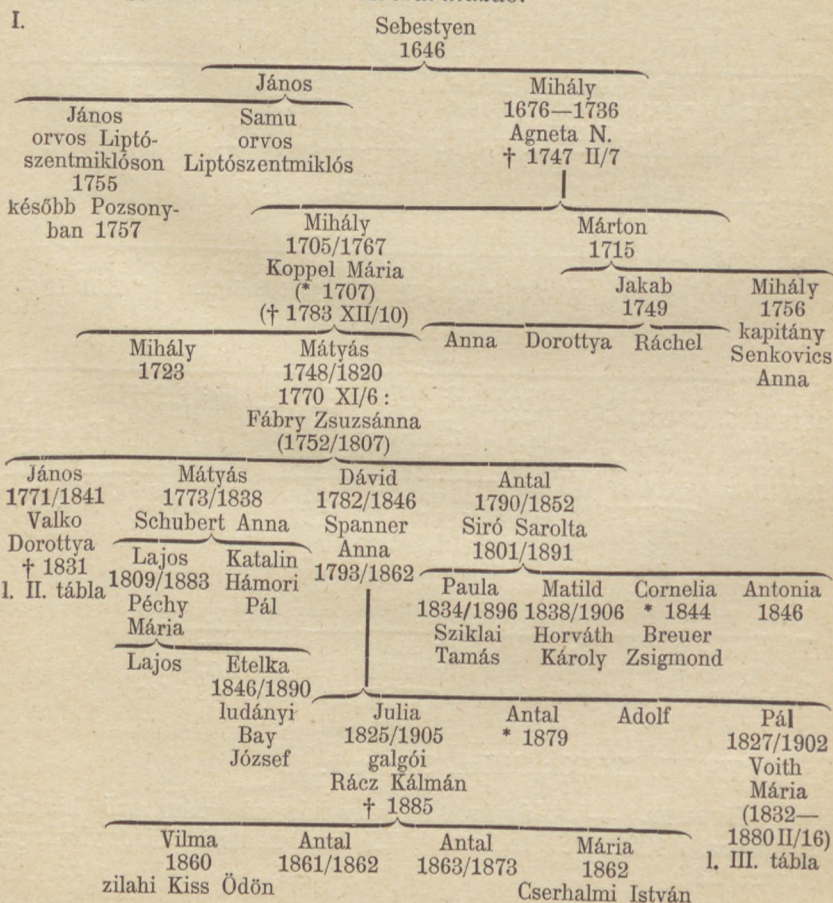 I.
Sebestyen
1646
János
Mihály
1676—1736
Agneta N.
† 1747 II/7
János
orvos Liptó-
szentmiklóson
1755
később Pozsony-
ban 1757
Samu
orvos
Liptószentmiklós
Mihály
1705/1767
Koppel Mária
(* 1707)
(† 1783 XII/10)
Márton
1715
Jakab
1749
Mihály
1756
kapitány
Senkovics
Anna
Anna
Dorottya
Ráchel
Mihály
1723
Mátyás
1748/1820
1770 XI/6 :
Fábry Zsuzsánna
(1752/1807)
János
1771/1841
Valko
Dorottya
† 1831
l. II. tábla
Mátyás
1773/1838
Schubert Anna
Dávid
1782/1846
Spanner
Anna
1793/1862
Antal
1790/1852
Siró Sarolta
1801/1891
Lajos
1809/1883
Péchy
Mária
Katalin
Hámori
Pál
Paula
1834/1896
Sziklai
Tamás
Matild
1838/1906
Horváth
Károly
Cornelia
* 1844
Breuer
Zsigmond
Antonia
1846
Lajos
Etelka
1846/1890
ludányi
Bay
József
Julia
1825/1905
galgói
Rácz Kálmán
† 1885
Antal
* 1879
Adolf
Pál
1827/1902
Voith
Mária
(1832—
1880 II/16)
l. III. tábla
Vilma
1860
zilahi Kiss Ödön
Antal
1861/1862
Antal
1863/1873
Mária
1862
Cserhalmi István